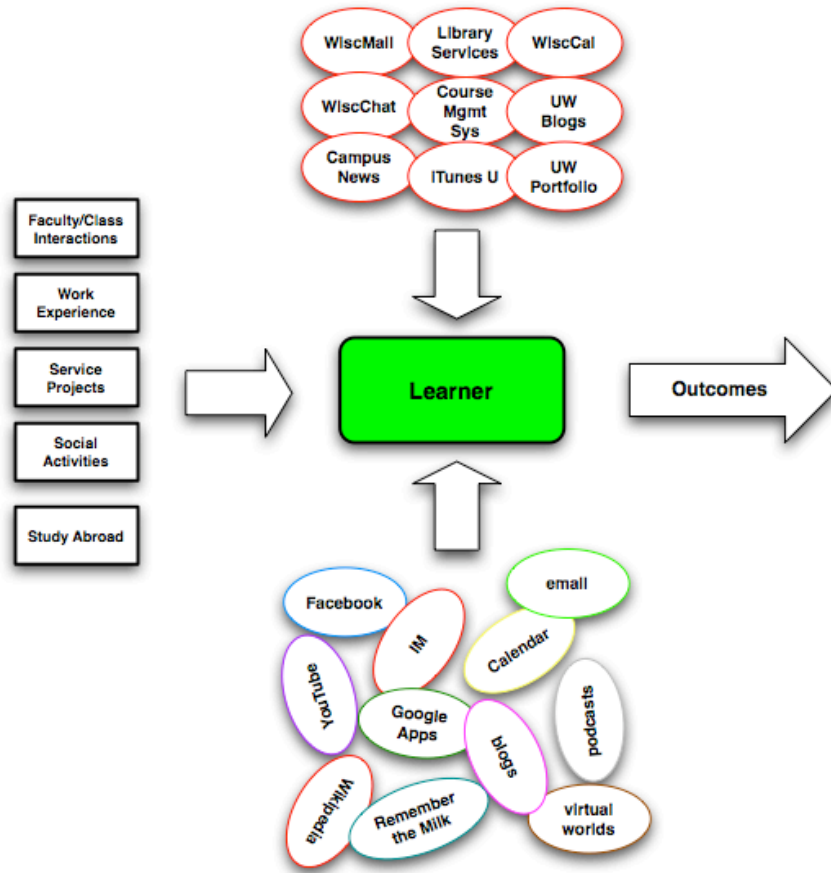 WiscMail
Library
Services
WiscCal
WiscChat
Course
Mgmt
Sys
UW
Blogs
Campus
News
iTunes U
UW
Portfolio
Faculty/Class
Interactions
Work
Experience
Service
Projects
Social
Activities
Study Abroad
Learner
Outcomes
Facebook
IM
email
Calendar
YouTube
Google
Apps
blogs
podcasts
Wikipedia
Remember
the Milk
virtual
worlds